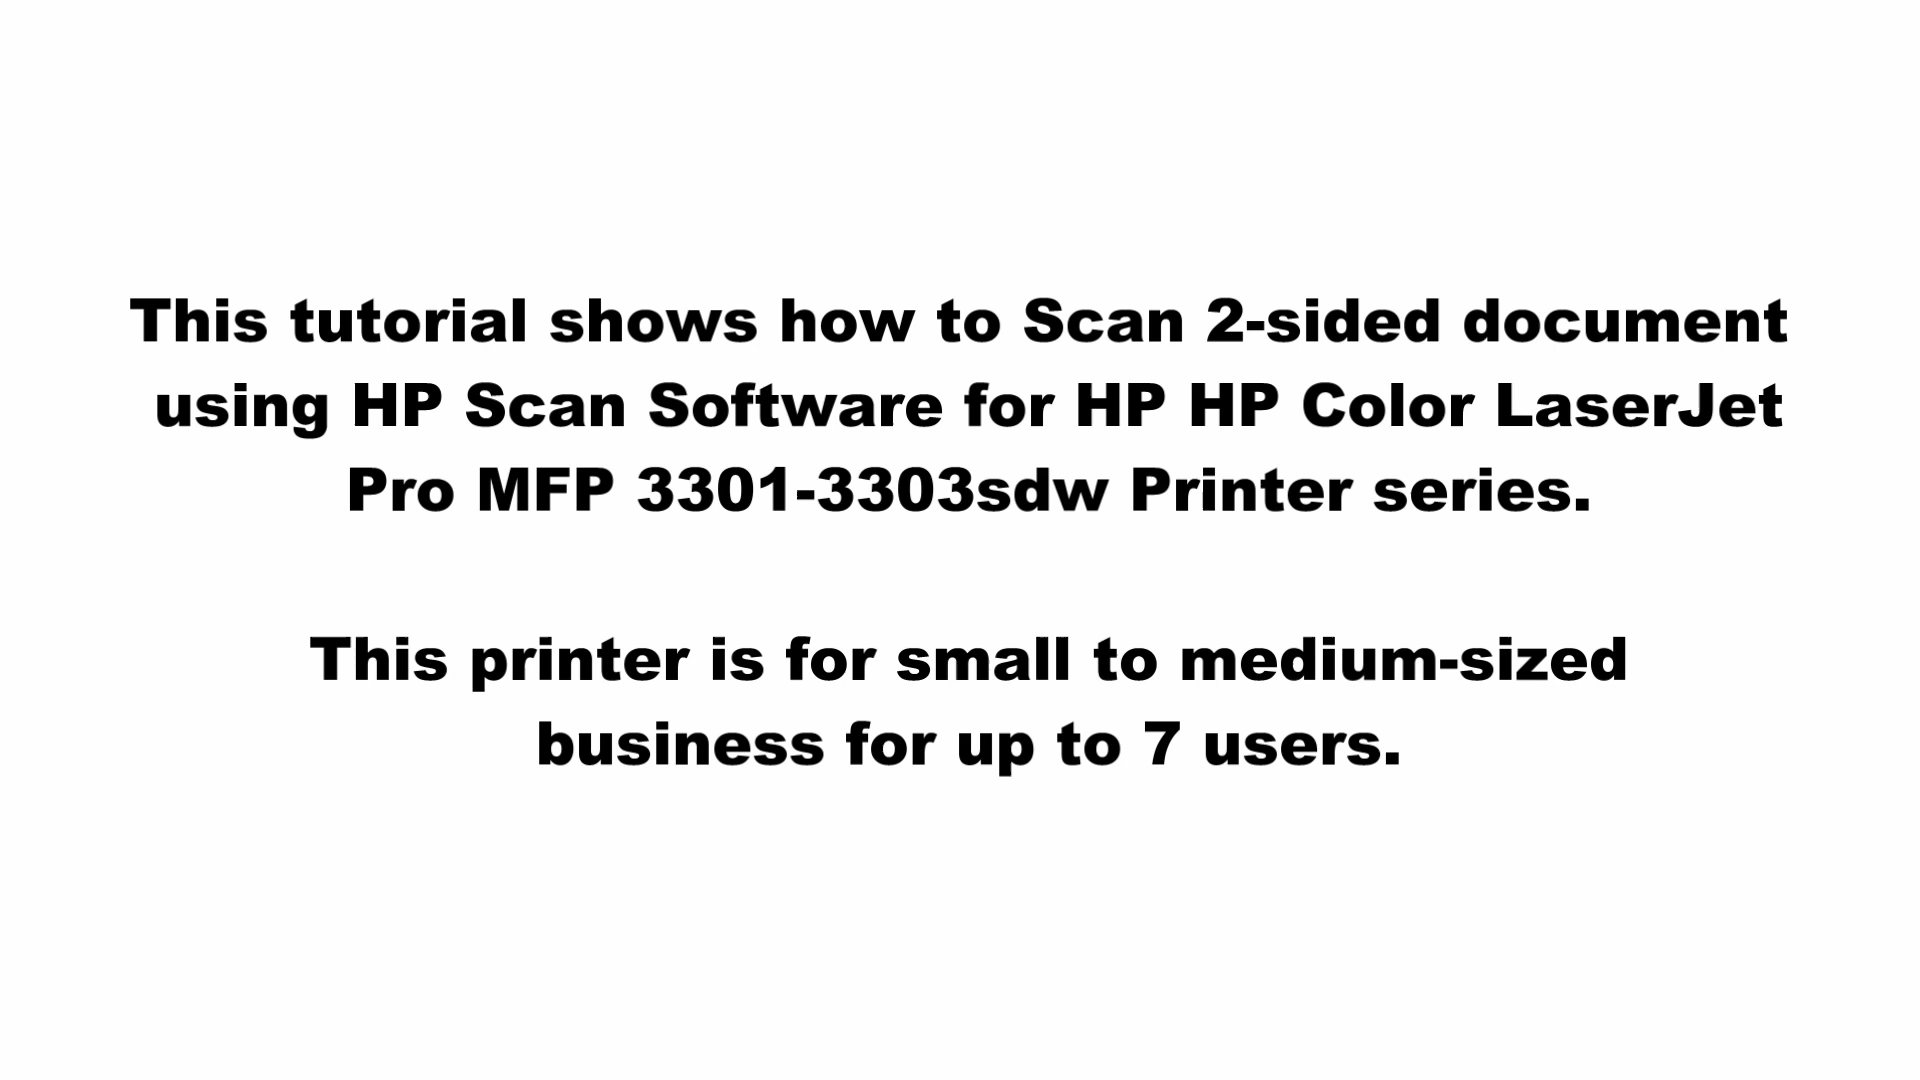 This tutorial shows how to Scan 2-sided document
using HP Scan Software for HP HP Color LaserJet
Pro MFP 3301-3303sdw Printer series.
This printer is for small to medium-sized
business for up to 7 users.